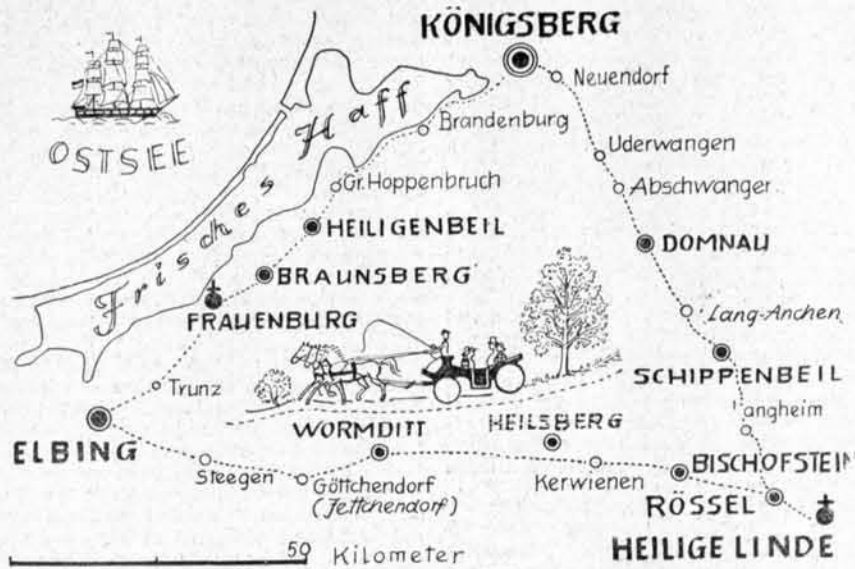 KÖNIGSBERG
Neuendorf
OSTSEE
Frisches Haff
Brandenburg
Uderwangen
Gr. Hoppenbruch
Abschwanger
HEILIGENBEIL
DOMNAU
BRAUNSBERG
FRAUENBURG
Lang-Anchen
SCHIPPENBEIL
Trunz
angheim
WORMDITT
HEILSBERG
ELBING
BISCHOFSTEIN
Steegen
Göttchendorf
(Jettchendorf)
Kerwienen
RÖSSEL
HEILIGE LINDE
50 Kilometer